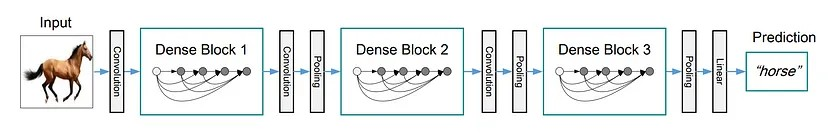 Input
Convolution
Dense Block 1
Convolution
Pooling
Dense Block 2
Convolution
Pooling
Dense Block 3
Pooling
Linear
Prediction
"horse"